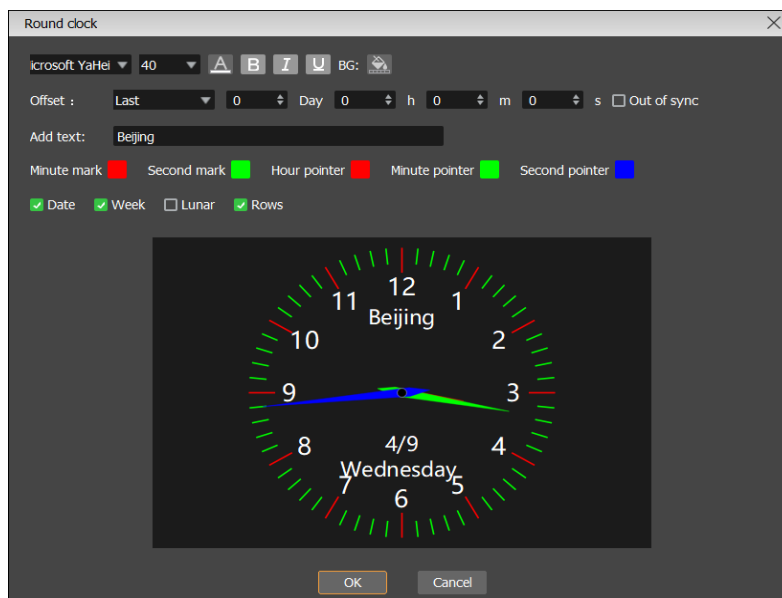 Round clock
icrosoft YaHei 40 A B I U BG:
Offset : Last 0 Day 0 h 0 m 0 s Out of sync
Add text: Beijing
Minute mark Second mark Hour pointer Minute pointer Second pointer
Date Week Lunar Rows
12
11 1
Beijing
10 2
9 3
8 4/9 4
Wednesday
7 5
6
OK Cancel